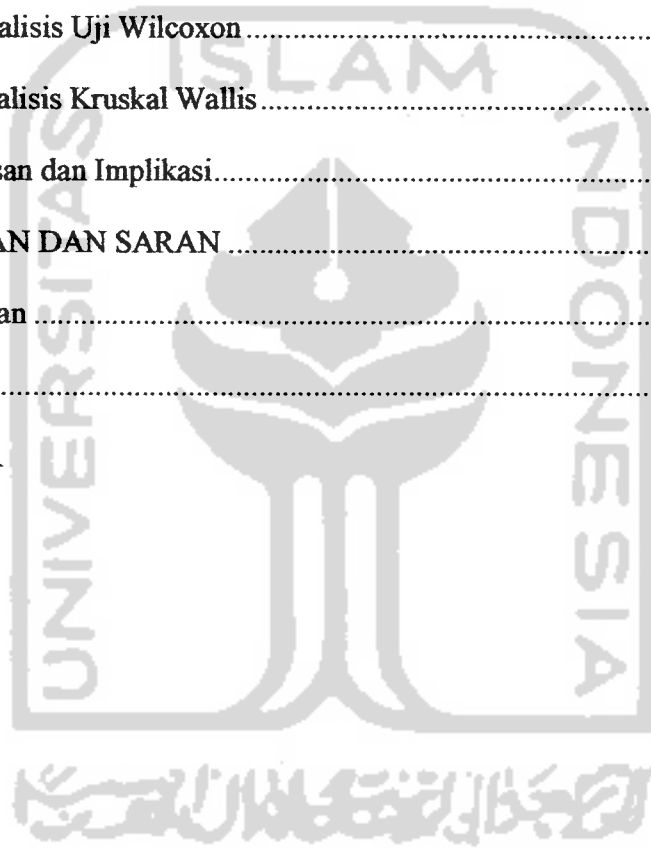 alisis Uji Wilcoxon ..........................................................
alisis Kruskal Wallis ........................................................
san dan Implikasi ............................................................
AN DAN SARAN .................................................................
an ...........................................................................
..............................................................................
UNIVERSITAS
ISLAM
INDONESIA